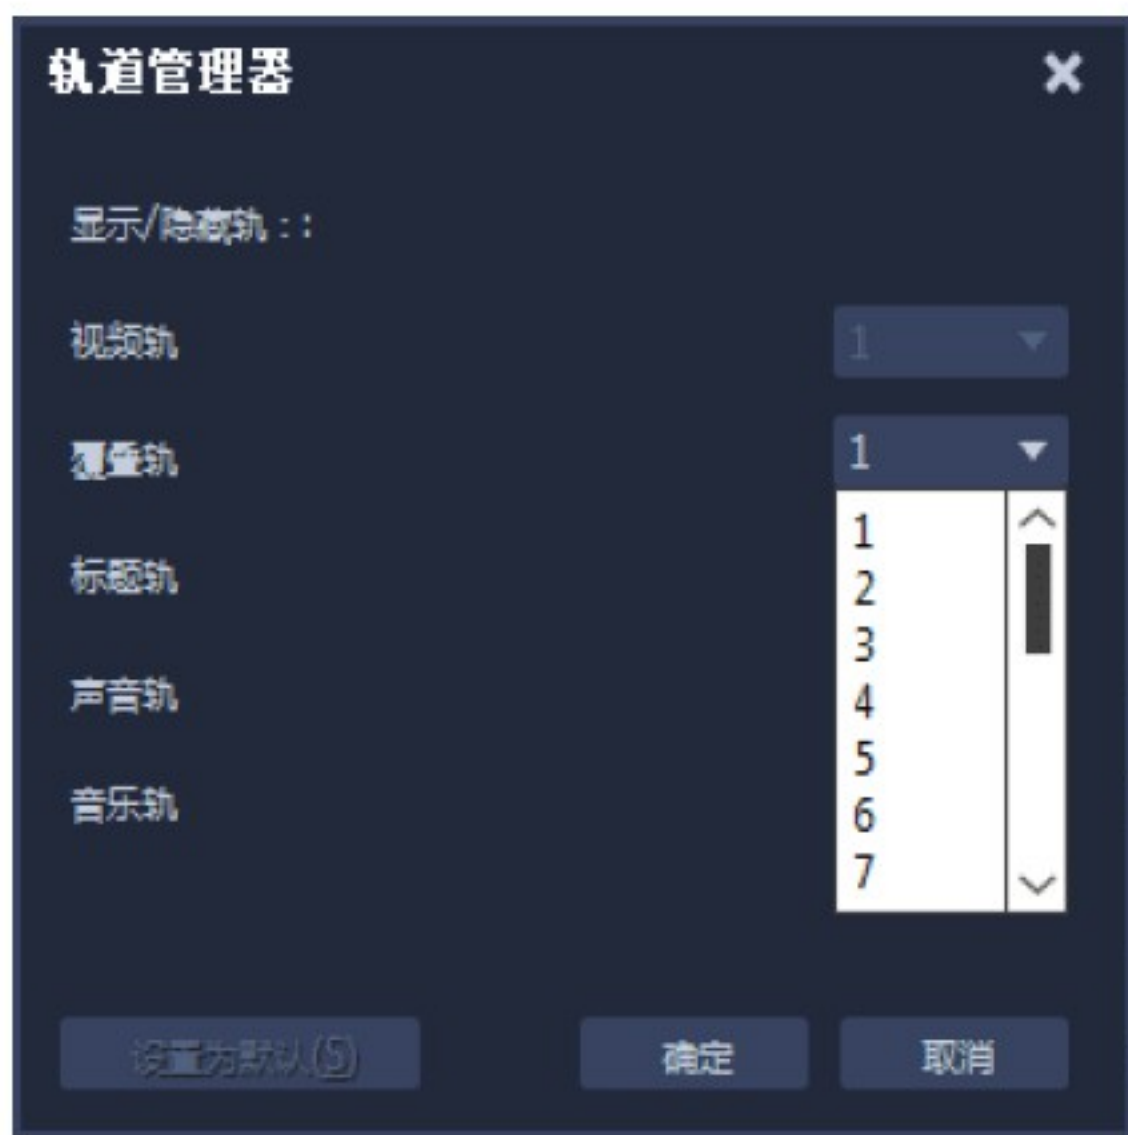 轨道管理器
显示/隐藏轨 : :
视频轨 1
覆叠轨 1
1
2
标题轨
3
4
声音轨
5
6
音乐轨
7
设置为默认(S) 确定 取消